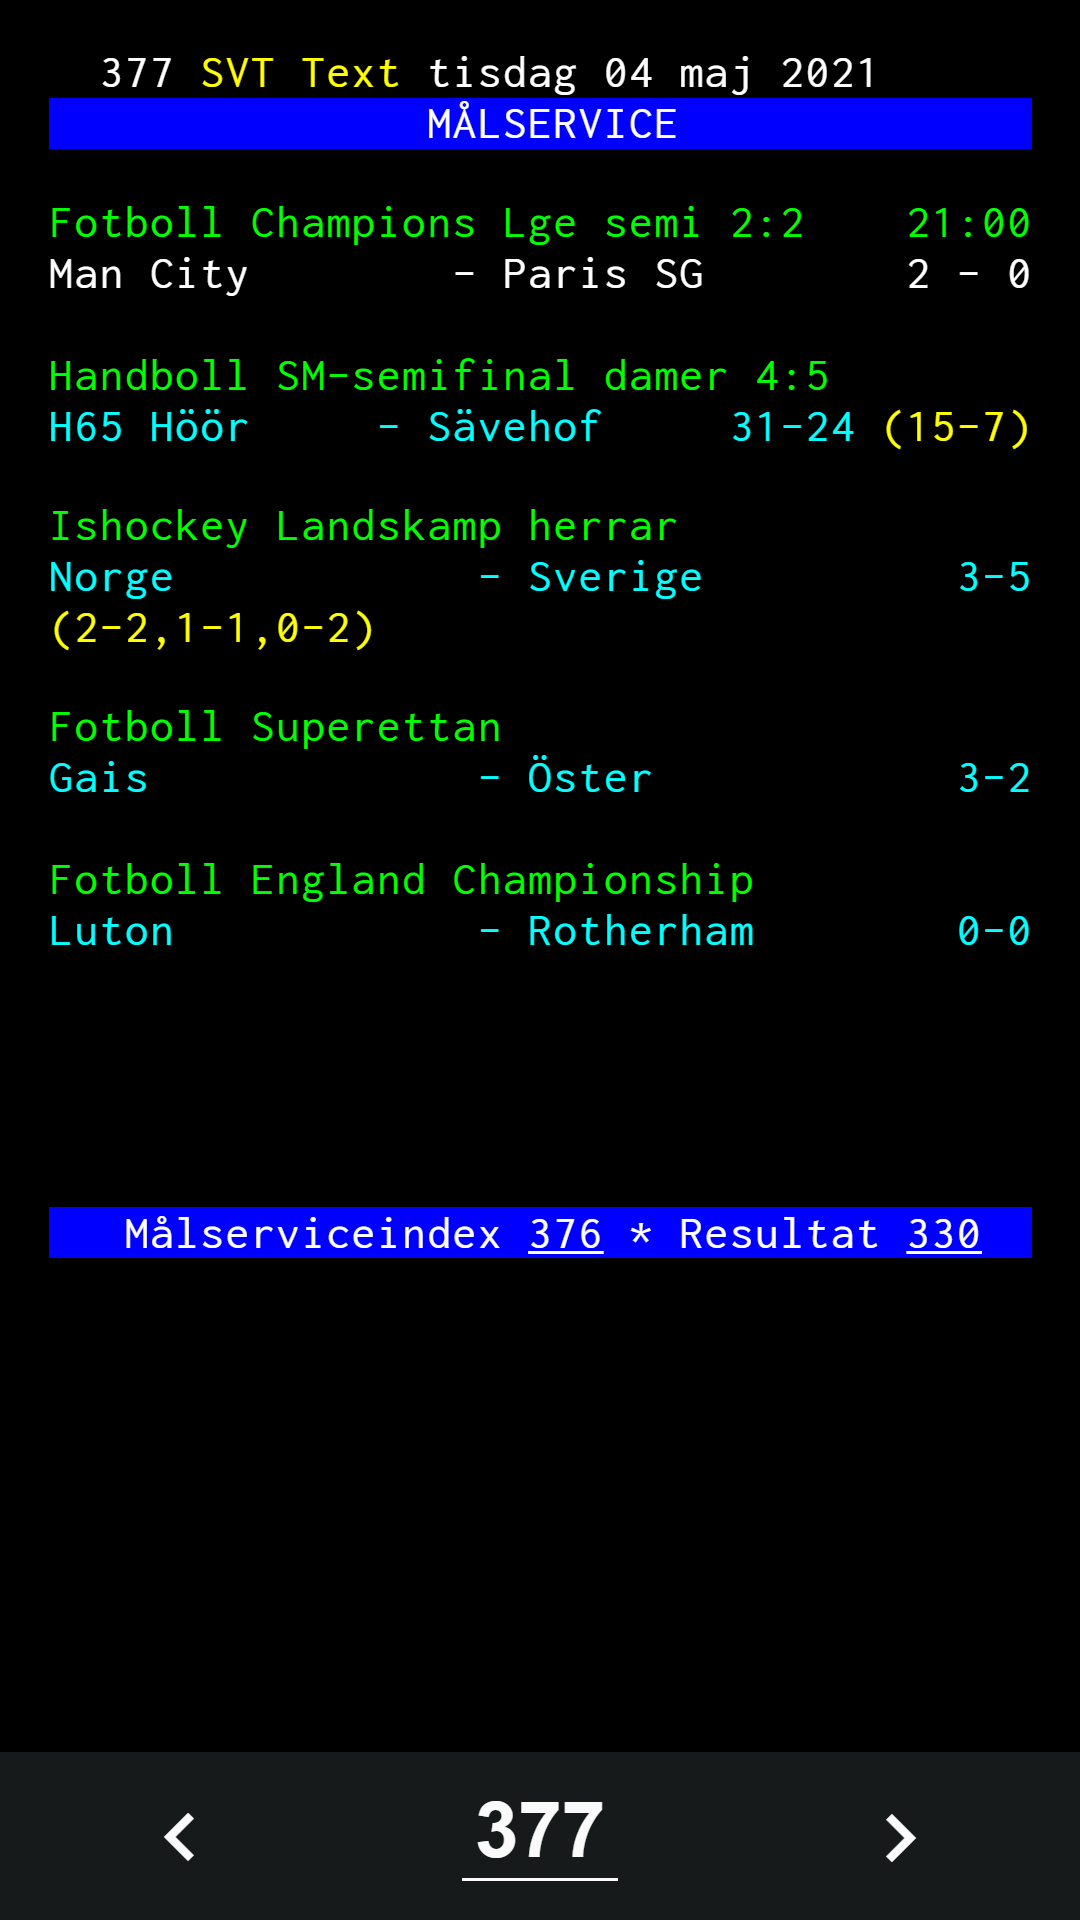 377 SVT Text tisdag 04 maj 2021
MÅLSERVICE
Fotboll Champions Lge semi 2:2 21:00
Man City - Paris SG 2 - 0
Handboll SM-semifinal damer 4:5
H65 Höör - Sävehof 31-24 (15-7)
Ishockey Landskamp herrar
Norge - Sverige 3-5
(2-2,1-1,0-2)
Fotboll Superettan
Gais - Öster 3-2
Fotboll England Championship
Luton - Rotherham 0-0
Målserviceindex 376 * Resultat 330
377